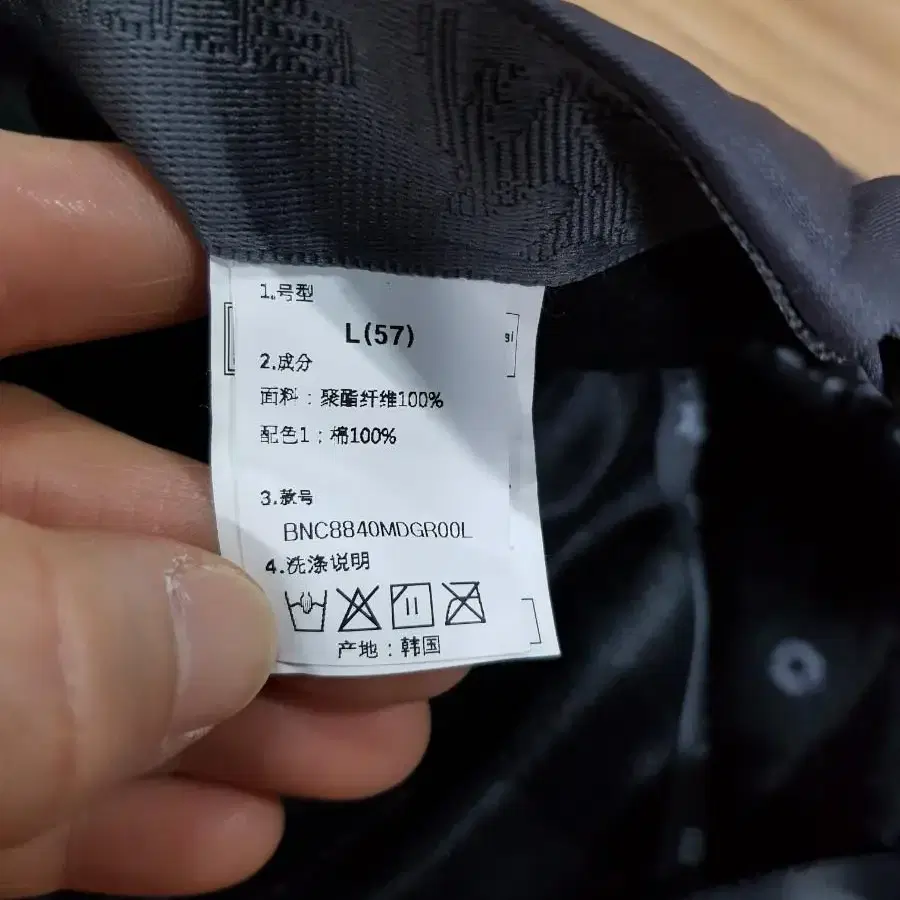 1.号型
L(57)
gi
2.成分
面料：聚酯纤维100%
配色1：棉100%
3.款号
BNC8840MDGR00L
4.洗涤说明
产地：韩国